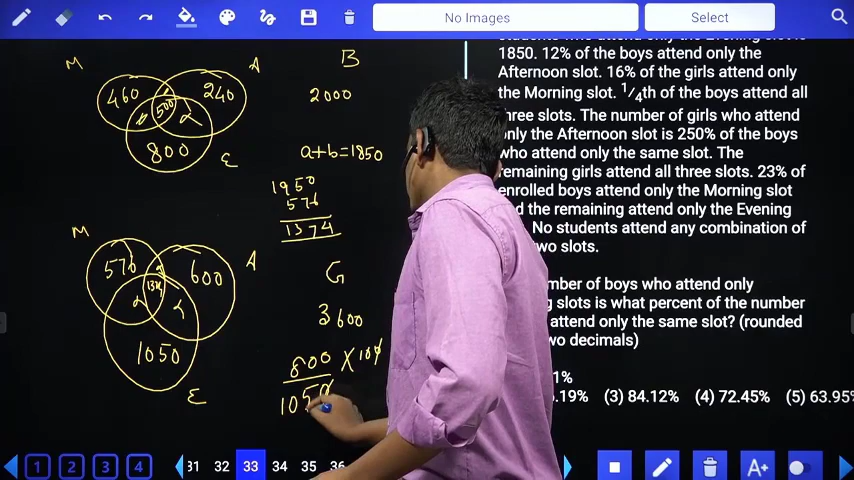 No Images
Select
M
A
B
460
240
500
2000
800
E
a+b=1850
1950
576
1374
M
576
600
A
1374
G
1050
3600
E
800 × 100
1050
1850. 12% of the boys attend only the
Afternoon slot. 16% of the girls attend only
the Morning slot. 1/4th of the boys attend all
three slots. The number of girls who attend
only the Afternoon slot is 250% of the boys
who attend only the same slot. The
remaining girls attend all three slots. 23% of
enrolled boys attend only the Morning slot
the remaining attend only the Evening
No students attend any combination of
two slots.
mber of boys who attend only
slots is what percent of the number
attend only the same slot? (rounded
wo decimals)
1%
.19% (3) 84.12% (4) 72.45% (5) 63.95%
1 2 3 4 31 32 33 34 35 36
A+